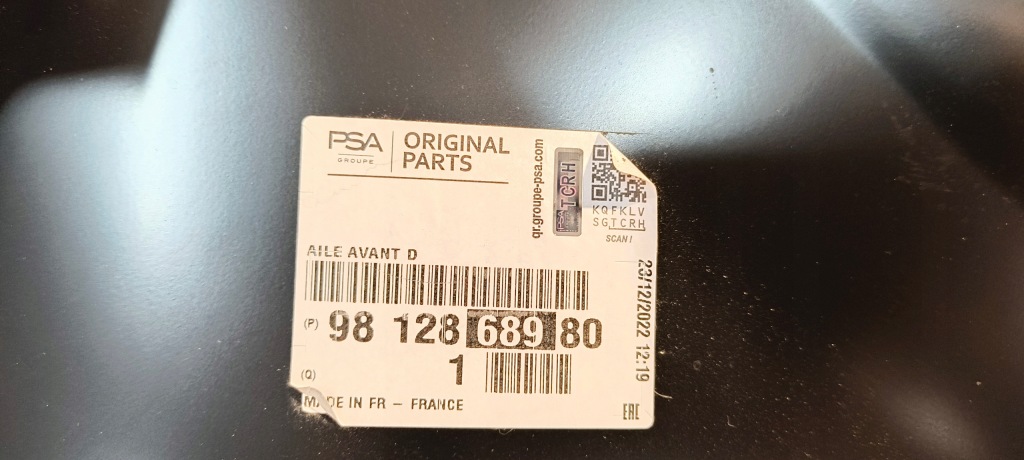 PSA
GROUPE
ORIGINAL
PARTS
qr.groupe-psa.com
TCRH
KQFKLV
SGTCRH
SCAN!
AILE AVANT D
(P) 98 128 689 80
23/12/2022 12:19
(Q) 1
MADE IN FR – FRANCE
EAC